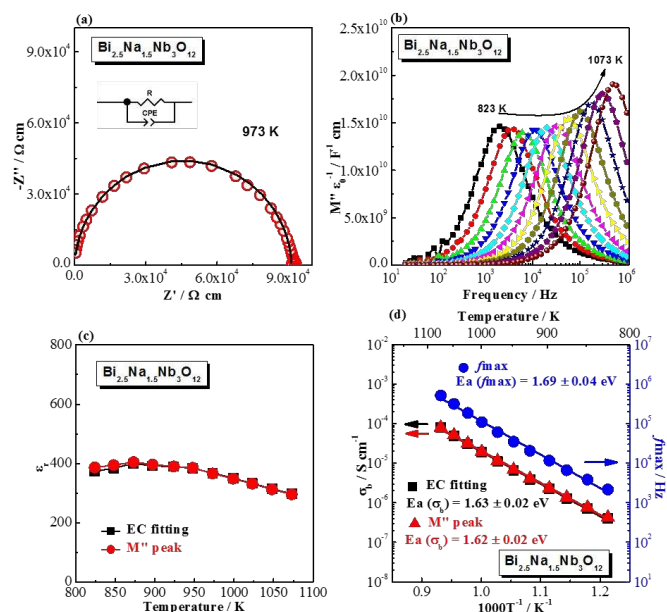 (a)
Bi2.5Na1.5Nb3O12
R
CPE
973 K
-Z'' / Ω cm
9.0x10^4
6.0x10^4
3.0x10^4
0.0
0.0 3.0x10^4 6.0x10^4 9.0x10^4
Z' / Ω cm
(b)
Bi2.5Na1.5Nb3O12
823 K
1073 K
M'' ε0^-1 / F^-1 cm
2.5x10^10
2.0x10^10
1.5x10^10
1.0x10^10
5.0x10^9
0.0
10^1 10^2 10^3 10^4 10^5 10^6
Frequency / Hz
(c)
Bi2.5Na1.5Nb3O12
ε
800
600
400
300
0
EC fitting
M'' peak
800 850 900 950 1000 1050 1100
Temperature / K
Temperature / K
(d)
1100 1000 900 800
fmax
Ea (fmax) = 1.69 ± 0.04 eV
σb / S cm^-1
10^-2
10^-3
10^-4
10^-5
10^-6
10^-7
10^-8
EC fitting
Ea (σb) = 1.63 ± 0.02 eV
M'' peak
Ea (σb) = 1.62 ± 0.02 eV
Bi2.5Na1.5Nb3O12
10^7
10^6
10^5
10^4
10^3
10^2
10^1
10^0
fmax / Hz
0.9 1.0 1.1 1.2
1000T^-1 / K^-1